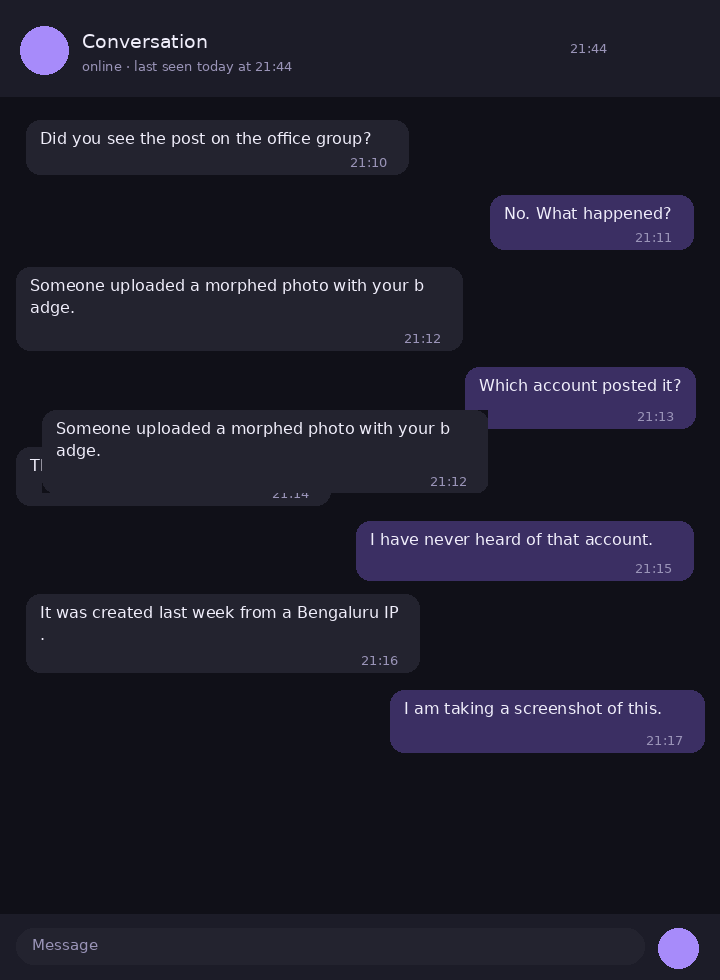 Conversation
online · last seen today at 21:44
21:44
Did you see the post on the office group?
21:10
No. What happened?
21:11
Someone uploaded a morphed photo with your b
adge.
21:12
Which account posted it?
21:13
Someone uploaded a morphed photo with your b
adge.
21:12
21:14
I have never heard of that account.
21:15
It was created last week from a Bengaluru IP
.
21:16
I am taking a screenshot of this.
21:17
Message